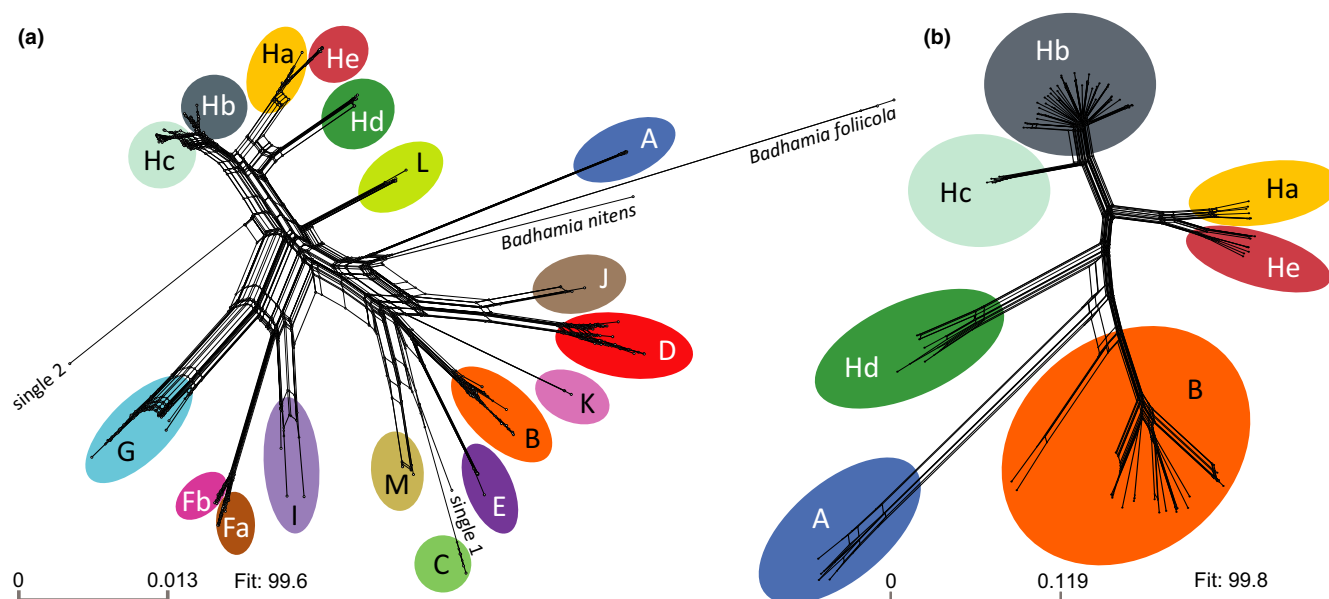 (a)
Ha
He
Hb
Hd
Hc
L
A
Badhamia foliicola
Badhamia nitens
J
D
K
B
E
single 1
C
M
I
Fa
Fb
G
single 2
0
0.013
Fit: 99.6
(b)
Hb
Hc
Ha
He
Hd
B
A
0
0.119
Fit: 99.8